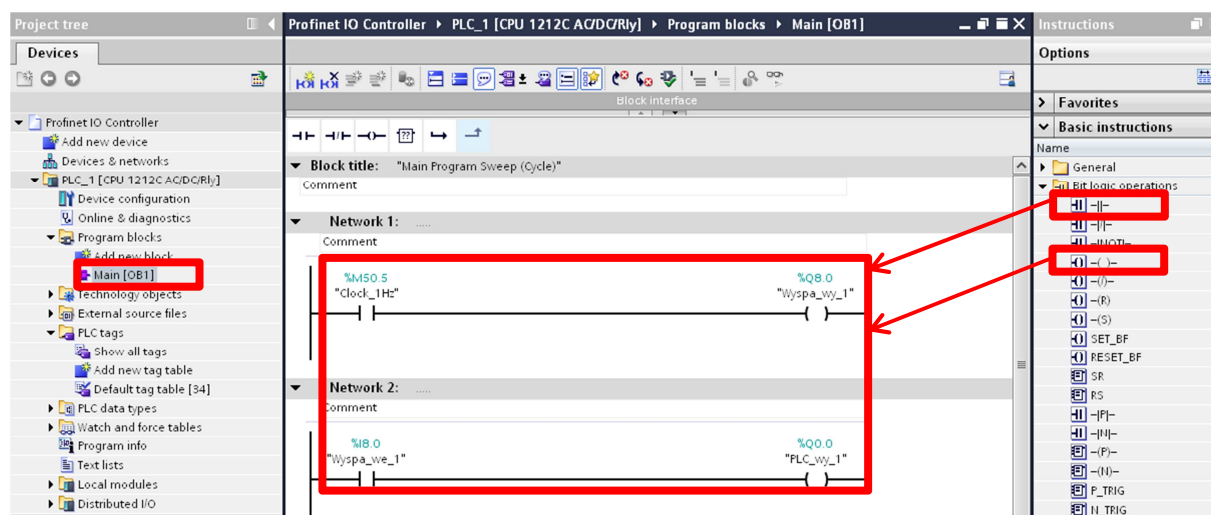 Project tree
Devices
Profinet IO Controller
Add new device
Devices & networks
PLC_1 [CPU 1212C AC/DC/Rly]
Device configuration
Online & diagnostics
Program blocks
Add new block
Main [OB1]
Technology objects
External source files
PLC tags
Show all tags
Add new tag table
Default tag table [34]
PLC data types
Watch and force tables
Program info
Text lists
Local modules
Distributed I/O
Profinet IO Controller ▸ PLC_1 [CPU 1212C AC/DC/Rly] ▸ Program blocks ▸ Main [OB1]
Block interface
Block title: "Main Program Sweep (Cycle)"
Comment
Network 1: .....
Comment
%M50.5 %Q8.0
"Clock_1Hz" "Wyspa_wy_1"
Network 2: .....
Comment
%I8.0 %Q0.0
"Wyspa_we_1" "PLC_wy_1"
Instructions
Options
Favorites
Basic instructions
Name
General
Bit logic operations
-||-
-|/|-
-|NOT|-
-( )-
-(/)-
-(R)
-(S)
SET_BF
RESET_BF
SR
RS
-|P|-
-|N|-
-(P)-
-(N)-
P_TRIG
N_TRIG